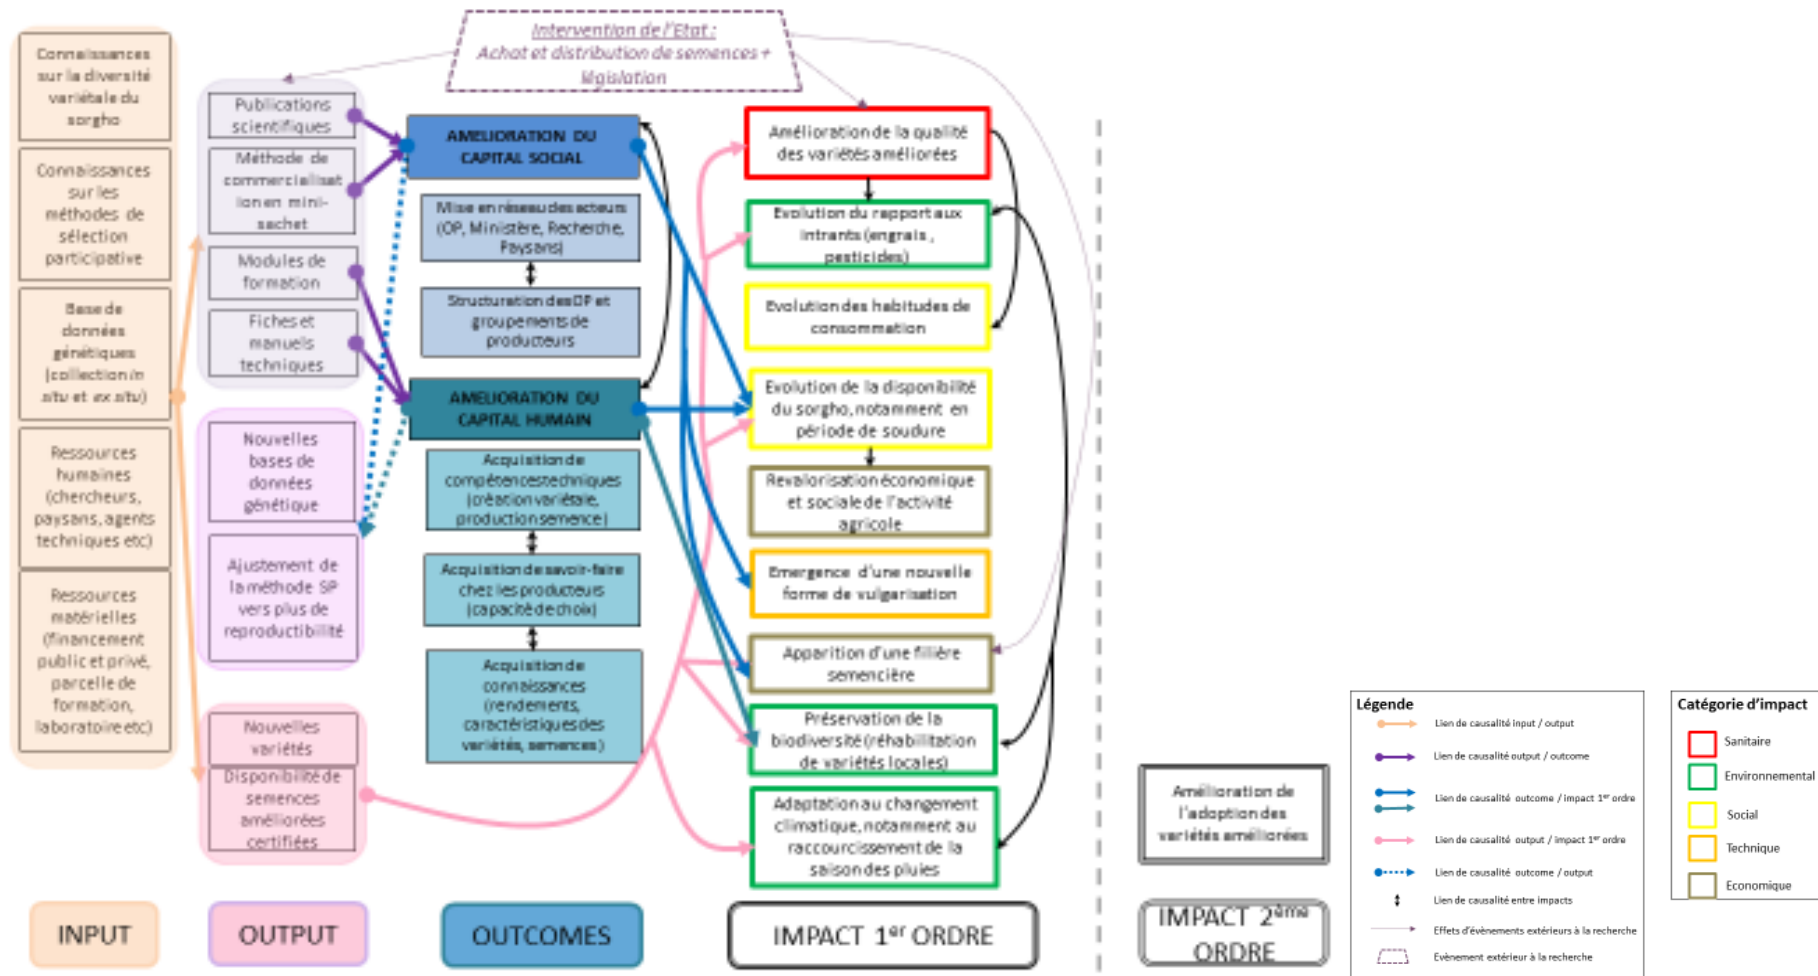 Intervention de l'Etat :
Achat et distribution de semences +
législation
Connaissances
sur la diversité
variétale du
sorgho
Connaissances
sur les
méthodes de
sélection
participative
Base de
données
génétiques
(collection in
situ et ex situ)
Ressources
humaines
(chercheurs,
paysans, agents
techniques etc)
Ressources
matérielles
(financement
public et privé,
parcelle de
formation,
laboratoire etc)
INPUT
Publications
scientifiques
Méthode de
commercialisat
ion en mini-
sachet
Modules de
formation
Fiches et
manuels
techniques
Nouvelles
bases de
données
génétique
Ajustement de
la méthode SP
vers plus de
reproductibilité
Nouvelles
variétés
Disponibilité de
semences
améliorées
certifiées
OUTPUT
AMELIORATION DU
CAPITAL SOCIAL
Mise en réseau des acteurs
(OP, Ministère, Recherche,
Paysans)
Structuration des OP et
groupements de
producteurs
AMELIORATION DU
CAPITAL HUMAIN
Acquisition de
compétences techniques
(création variétale,
production semence)
Acquisition de savoir-faire
chez les producteurs
(capacité de choix)
Acquisition de
connaissances
(rendements,
caractéristiques des
variétés, semences)
OUTCOMES
Amélioration de la qualité
des variétés améliorées
Evolution du rapport aux
intrants (engrais,
pesticides)
Evolution des habitudes de
consommation
Evolution de la disponibilité
du sorgho, notamment en
période de soudure
Revalorisation économique
et sociale de l'activité
agricole
Emergence d'une nouvelle
forme de vulgarisation
Apparition d'une filière
semencière
Préservation de la
biodiversité (réhabilitation
de variétés locales)
Adaptation au changement
climatique, notamment au
raccourcissement de la
saison des pluies
IMPACT 1er ORDRE
Amélioration de
l'adoption des
variétés améliorées
IMPACT 2ème
ORDRE
Légende
Lien de causalité input / output
Lien de causalité output / outcome
Lien de causalité outcome / impact 1er ordre
Lien de causalité output / impact 1er ordre
Lien de causalité outcome / output
Lien de causalité entre impacts
Effets d'évènements extérieurs à la recherche
Evènement extérieur à la recherche
Catégorie d'impact
Sanitaire
Environnemental
Social
Technique
Economique